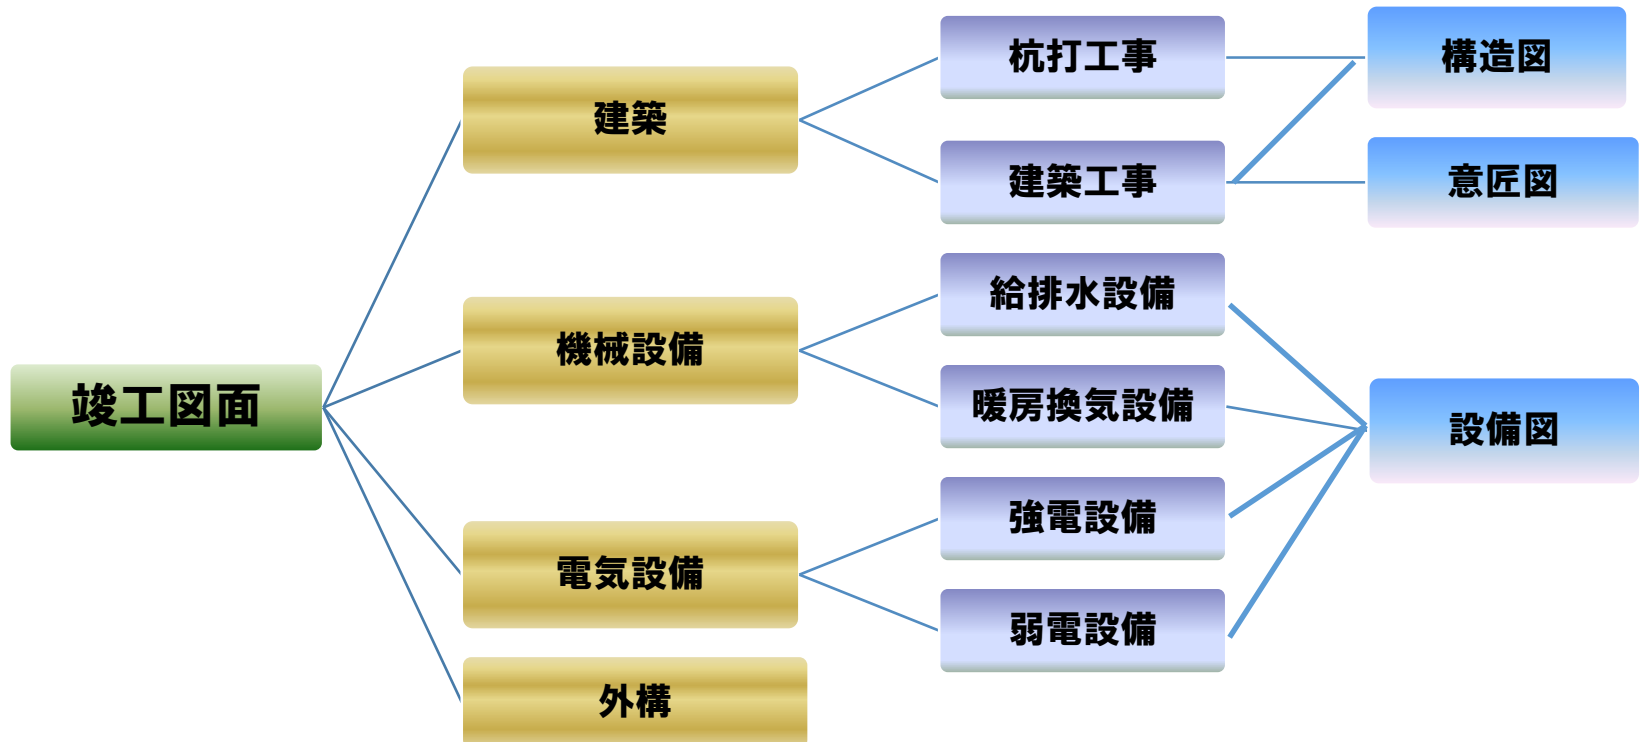 竣工図面
建築
機械設備
電気設備
外構
杭打工事
建築工事
給排水設備
暖房換気設備
強電設備
弱電設備
構造図
意匠図
設備図